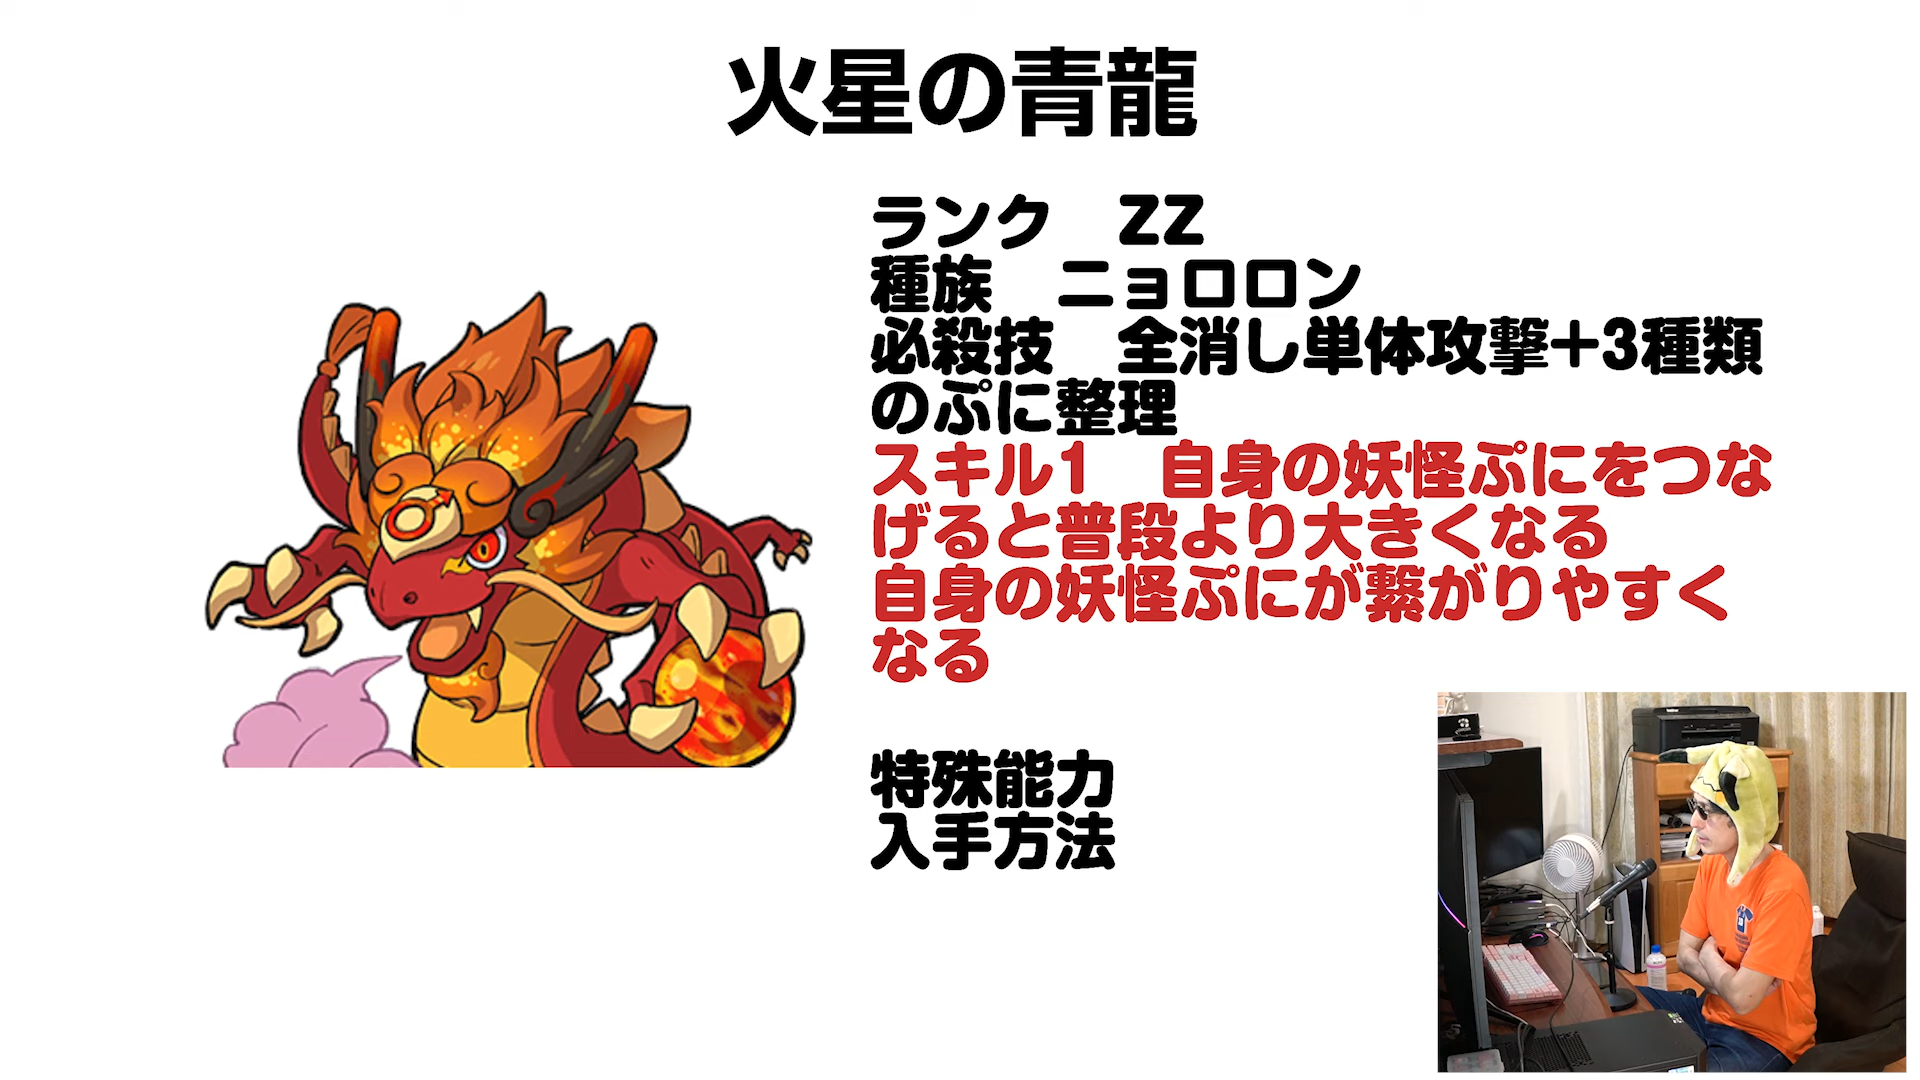 火星の青龍
ランク　ZZ
種族　ニョロロン
必殺技　全消し単体攻撃＋3種類
のぷに整理
スキル1　自身の妖怪ぷにをつな
げると普段より大きくなる
自身の妖怪ぷにが繋がりやすく
なる
特殊能力
入手方法